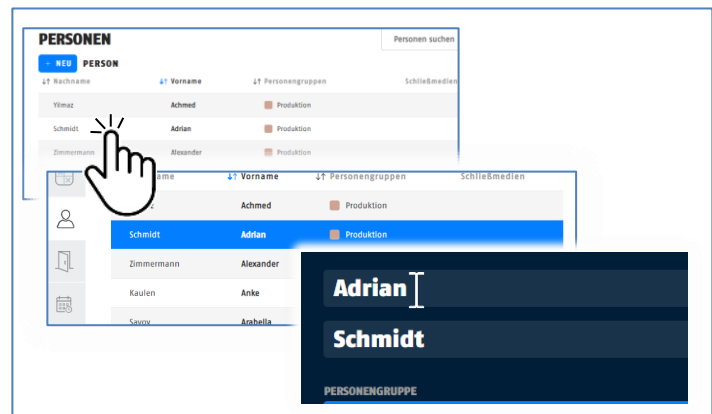 PERSONEN
Personen suchen
+ NEU PERSON
↓↑ Nachname ↓↑ Vorname ↓↑ Personengruppen Schließmedien
Yilmaz Achmed Produktion
Schmidt Adrian Produktion
Zimmermann Alexander Produktion
ame ↓↑ Vorname ↓↑ Personengruppen Schließmedien
z Achmed Produktion
Schmidt Adrian Produktion
Zimmermann Alexander
Kaulen Anke
Savoy Arabella
Adrian
Schmidt
PERSONENGRUPPE